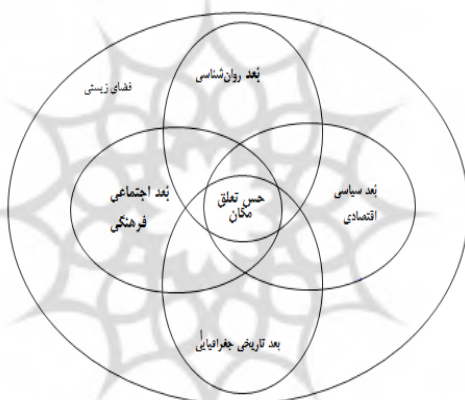 بُعد روان‌شناسی
فضای زیستی
بُعد سیاسی
اقتصادی
حس تعلق
مکان
بُعد اجتماعی
فرهنگی
بعد تاریخی جغرافیایی